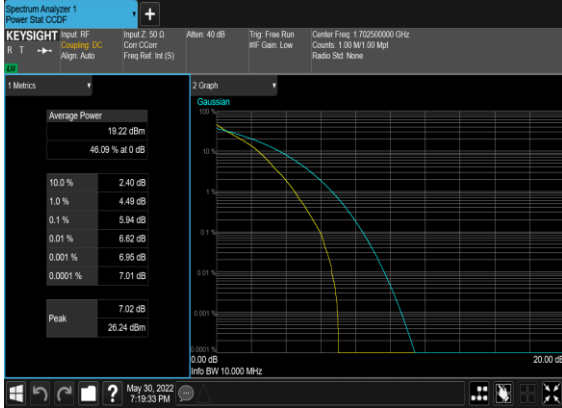 Spectrum Analyzer 1
Power Stat CCDF
+
KEYSIGHT
R T
LXI
Input: RF
Coupling: DC
Align: Auto
Input Z: 50 Ω
Corr CCorr
Freq Ref: Int (S)
Atten: 40 dB
Trig: Free Run
#IF Gain: Low
Center Freq: 1.702500000 GHz
Counts: 1.00 M/1.00 Mpt
Radio Std: None
1 Metrics
Average Power
19.22 dBm
46.09 % at 0 dB
10.0 % 2.40 dB
1.0 % 4.49 dB
0.1 % 5.94 dB
0.01 % 6.62 dB
0.001 % 6.95 dB
0.0001 % 7.01 dB
Peak
7.02 dB
26.24 dBm
2 Graph
Gaussian
100 %
10 %
1 %
0.1 %
0.01 %
0.001 %
0.0001 %
0.00 dB
20.00 dB
Info BW 10.000 MHz
?
May 30, 2022
7:19:33 PM